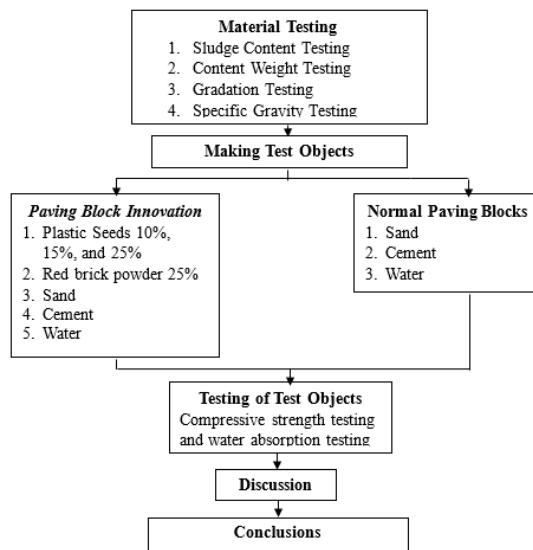 Material Testing
1. Sludge Content Testing
2. Content Weight Testing
3. Gradation Testing
4. Specific Gravity Testing
Making Test Objects
Paving Block Innovation
1. Plastic Seeds 10%,
15%, and 25%
2. Red brick powder 25%
3. Sand
4. Cement
5. Water
Normal Paving Blocks
1. Sand
2. Cement
3. Water
Testing of Test Objects
Compressive strength testing
and water absorption testing
Discussion
Conclusions